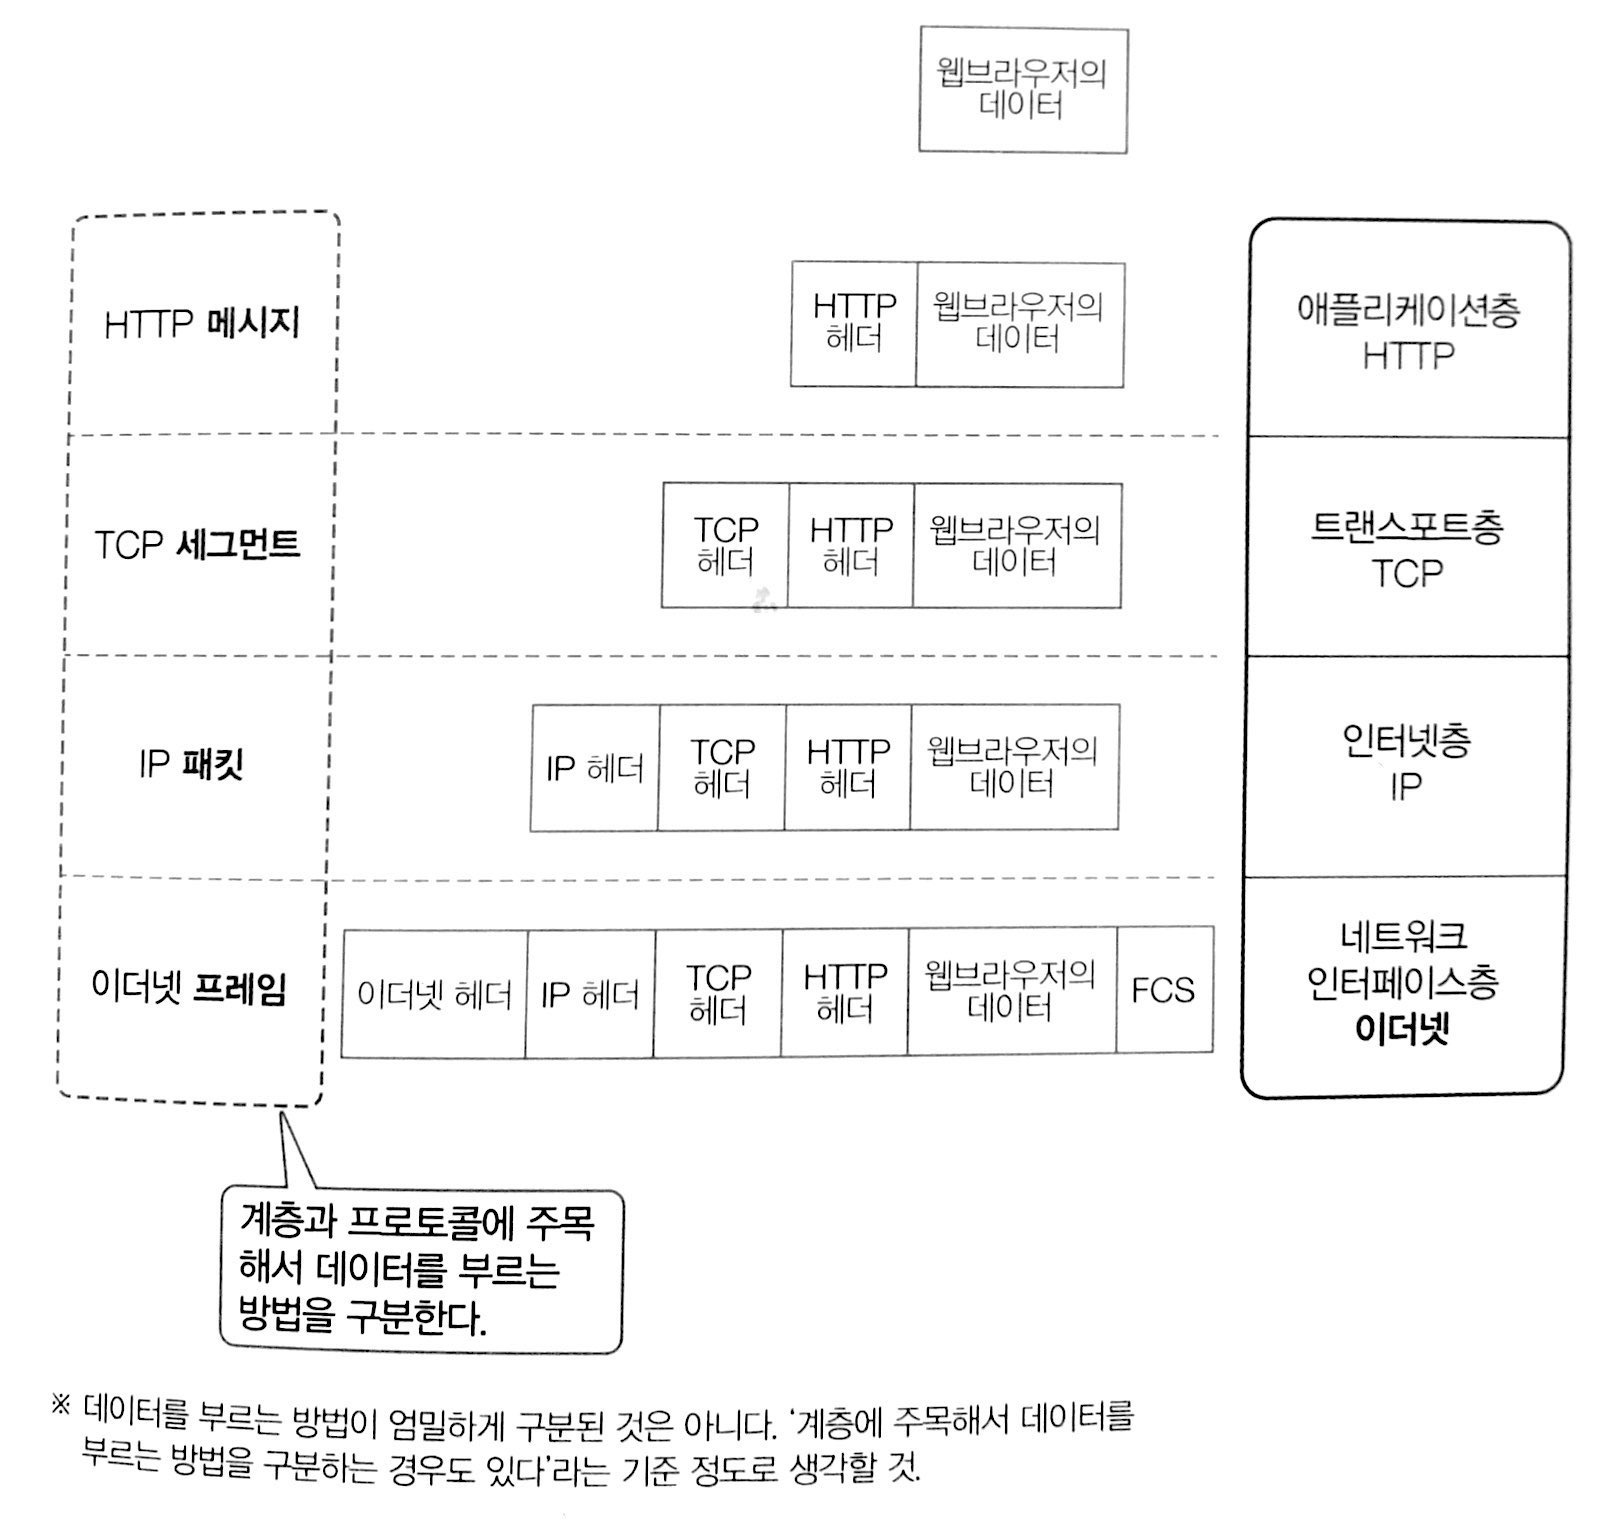 웹브라우저의
데이터
HTTP 메시지
HTTP
헤더
웹브라우저의
데이터
애플리케이션층
HTTP
TCP 세그먼트
TCP
헤더
HTTP
헤더
웹브라우저의
데이터
트랜스포트층
TCP
IP 패킷
IP 헤더
TCP
헤더
HTTP
헤더
웹브라우저의
데이터
인터넷층
IP
이더넷 프레임
이더넷 헤더
IP 헤더
TCP
헤더
HTTP
헤더
웹브라우저의
데이터
FCS
네트워크
인터페이스층
이더넷
계층과 프로토콜에 주목
해서 데이터를 부르는
방법을 구분한다.
※ 데이터를 부르는 방법이 엄밀하게 구분된 것은 아니다. ‘계층에 주목해서 데이터를
부르는 방법을 구분하는 경우도 있다’라는 기준 정도로 생각할 것.